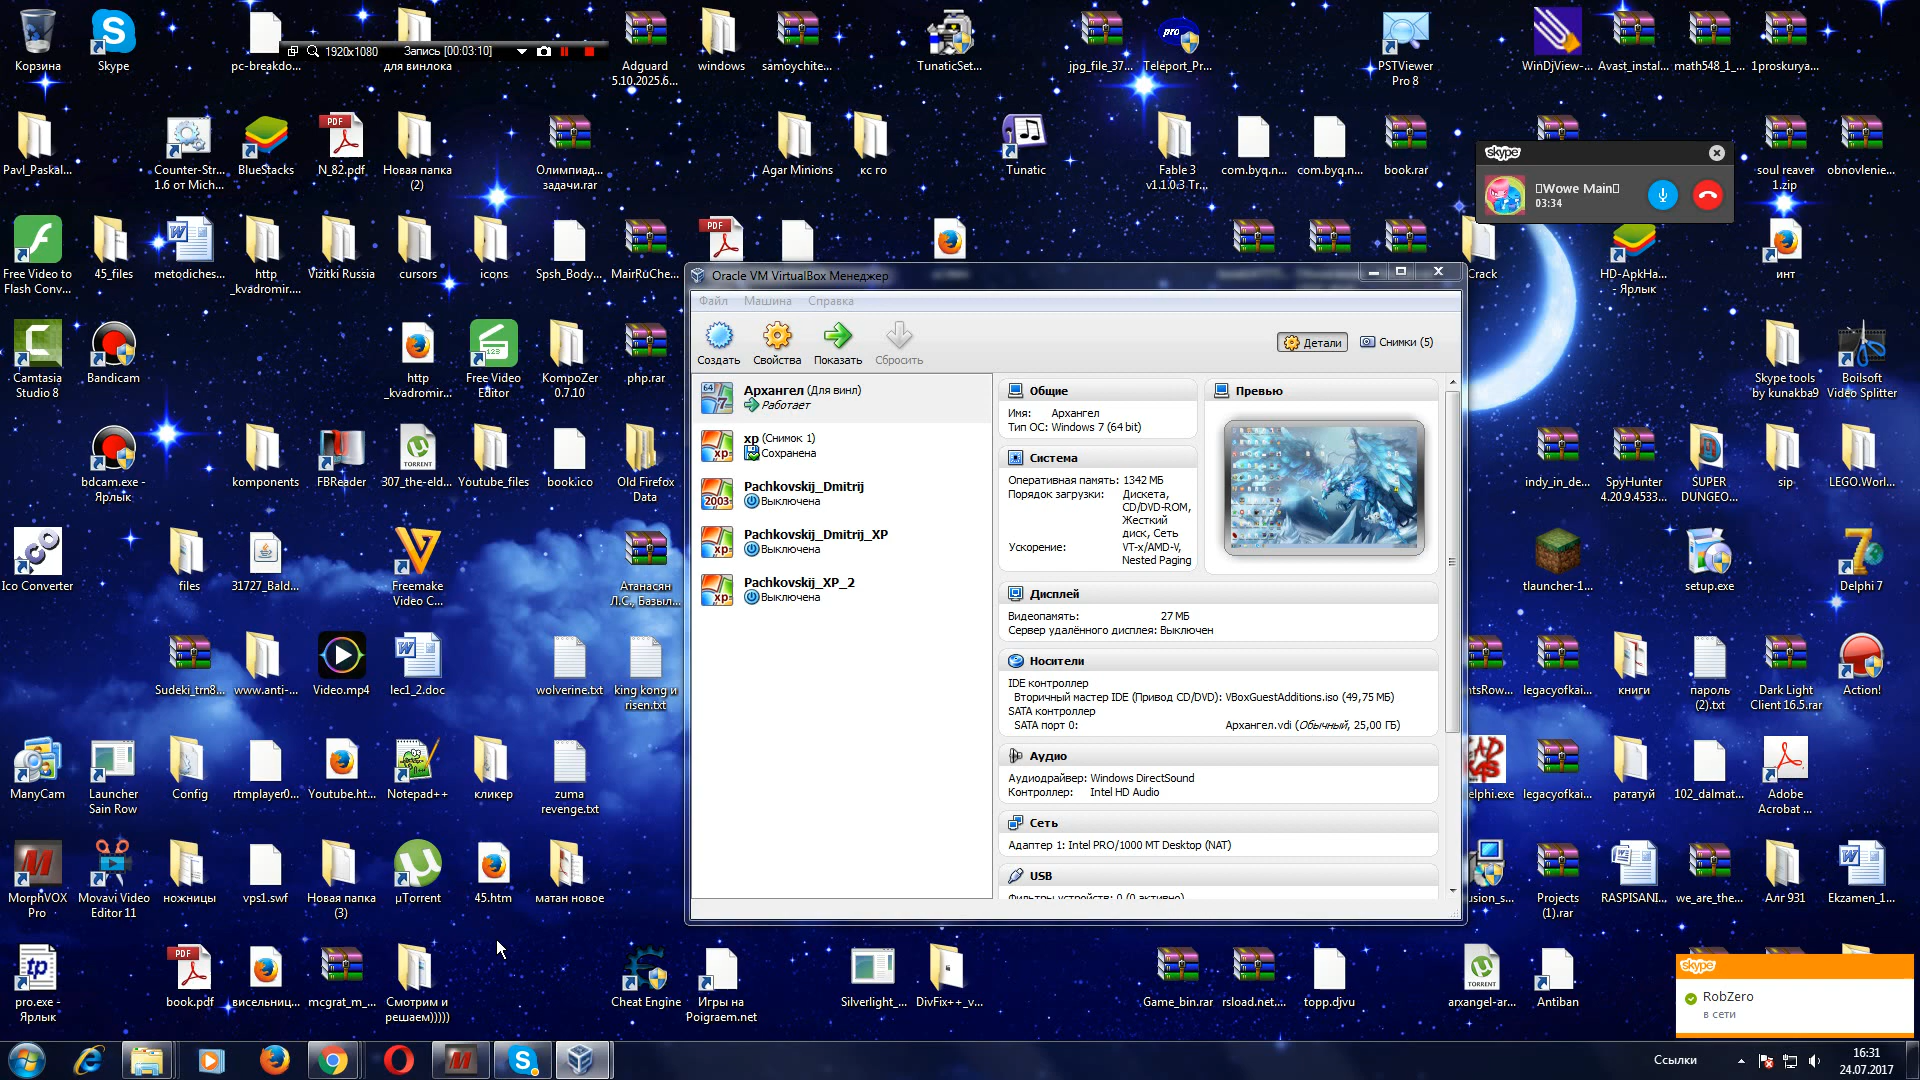 Корзина
Skype
pc-breakdo...
1920x1080
Запись [00:03:10]
для винлока
Adguard
5.10.2025.6...
windows
samoychite...
TunaticSet...
jpg_file_37...
Teleport_Pr...
PSTViewer
Pro 8
WinDjView-...
Avast_instal...
math548_1_...
1proskurya...
Pavl_Paskal...
Counter-Str...
1.6 от Mich...
BlueStacks
N_82.pdf
Новая папка
(2)
Олимпиад...
задачи.rar
Agar Minions
кс го
Tunatic
Fable 3
v1.1.0.3 Tr...
com.byq.n...
com.byq.n...
book.rar
soul reaver
1.zip
obnovlenie...
skype
Wowe Main
03:34
Free Video to
Flash Conv...
45_files
metodiches...
http
_kvadromir....
Vizitki Russia
cursors
icons
Spsh_Body...
MairRuChe...
Crack
HD-ApkHa...
- Ярлык
инт
Oracle VM VirtualBox Менеджер
Файл
Машина
Справка
Создать
Свойства
Показать
Сбросить
Детали
Снимки (5)
Архангел (Для винл)
Работает
xp (Снимок 1)
Сохранена
Pachkovskij_Dmitrij
Выключена
Pachkovskij_Dmitrij_XP
Выключена
Pachkovskij_XP_2
Выключена
Общие
Имя: Архангел
Тип ОС: Windows 7 (64 bit)
Система
Оперативная память: 1342 МБ
Порядок загрузки: Дискета,
CD/DVD-ROM,
Жесткий
диск, Сеть
Ускорение: VT-x/AMD-V,
Nested Paging
Превью
Дисплей
Видеопамять: 27 МБ
Сервер удалённого дисплея: Выключен
Носители
IDE контроллер
Вторичный мастер IDE (Привод CD/DVD): VBoxGuestAdditions.iso (49,75 МБ)
SATA контроллер
SATA порт 0: Архангел.vdi (Обычный, 25,00 ГБ)
Аудио
Аудиодрайвер: Windows DirectSound
Контроллер: Intel HD Audio
Сеть
Адаптер 1: Intel PRO/1000 MT Desktop (NAT)
USB
Фильтры устройств: 0 (0 активно)
Camtasia
Studio 8
Bandicam
http
_kvadromir...
Free Video
Editor
KompoZer
0.7.10
php.rar
Skype tools
by kunakba9
Boilsoft
Video Splitter
bdcam.exe -
Ярлык
komponents
FBReader
307_the-eld...
Youtube_files
book.ico
Old Firefox
Data
indy_in_de...
SpyHunter
4.20.9.4533...
SUPER
DUNGEO...
sip
LEGO.Worl...
Ico Converter
files
31727_Bald...
Freemake
Video C...
Атанасян
Л.С., Базыл...
tlauncher-1...
setup.exe
Delphi 7
Sudeki_trn8...
www.anti-...
Video.mp4
lec1_2.doc
wolverine.txt
king kong и
risen.txt
ntsRow...
legacyofkai...
книги
пароль
(2).txt
Dark Light
Client 16.5.rar
Action!
ManyCam
Launcher
Sain Row
Config
rtmplayer0...
Youtube.ht...
Notepad++
кликер
zuma
revenge.txt
elphi.exe
legacyofkai...
рататуй
102_dalmat...
Adobe
Acrobat ...
MorphVOX
Pro
Movavi Video
Editor 11
ножницы
vps1.swf
Новая папка
(3)
µTorrent
45.htm
матан новое
usion_s...
Projects
(1).rar
RASPISANI...
we_are_the...
Алг 931
Ekzamen_1...
pro.exe -
Ярлык
book.pdf
висельниц...
mcgrat_m_...
Смотрим и
решаем)))))
Cheat Engine
Игры на
Poigraem.net
Silverlight_...
DivFix++_v...
Game_bin.rar
rsload.net....
topp.djvu
arxangel-ar...
Antiban
skype
RobZero
в сети
Ссылки
16:31
24.07.2017